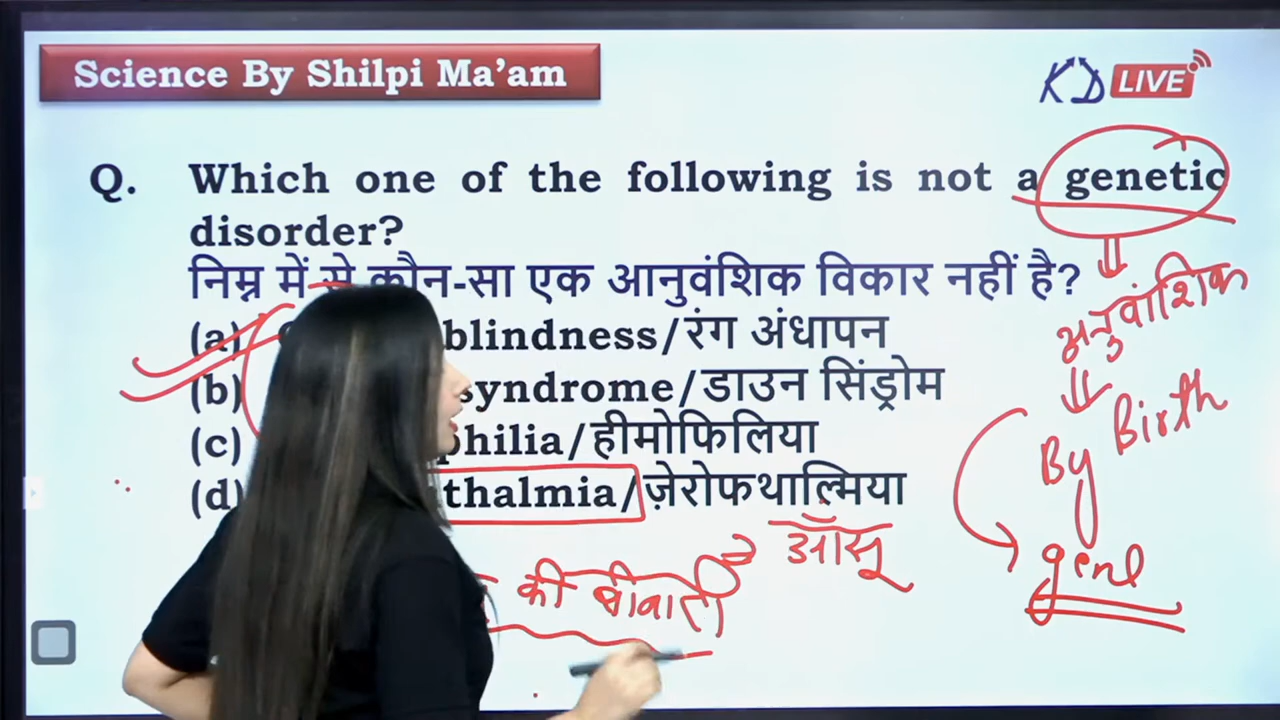 Science By Shilpi Ma'am
KD LIVE
Q. Which one of the following is not a genetic
disorder?
निम्न में से कौन-सा एक आनुवंशिक विकार नहीं है?
(a) blindness/रंग अंधापन
(b) syndrome/डाउन सिंड्रोम
(c) philia/हीमोफिलिया
(d) thalmia/ज़ेरोफथाल्मिया
अनुवांशिक
By Birth
gene
की बीमारी
आँसू